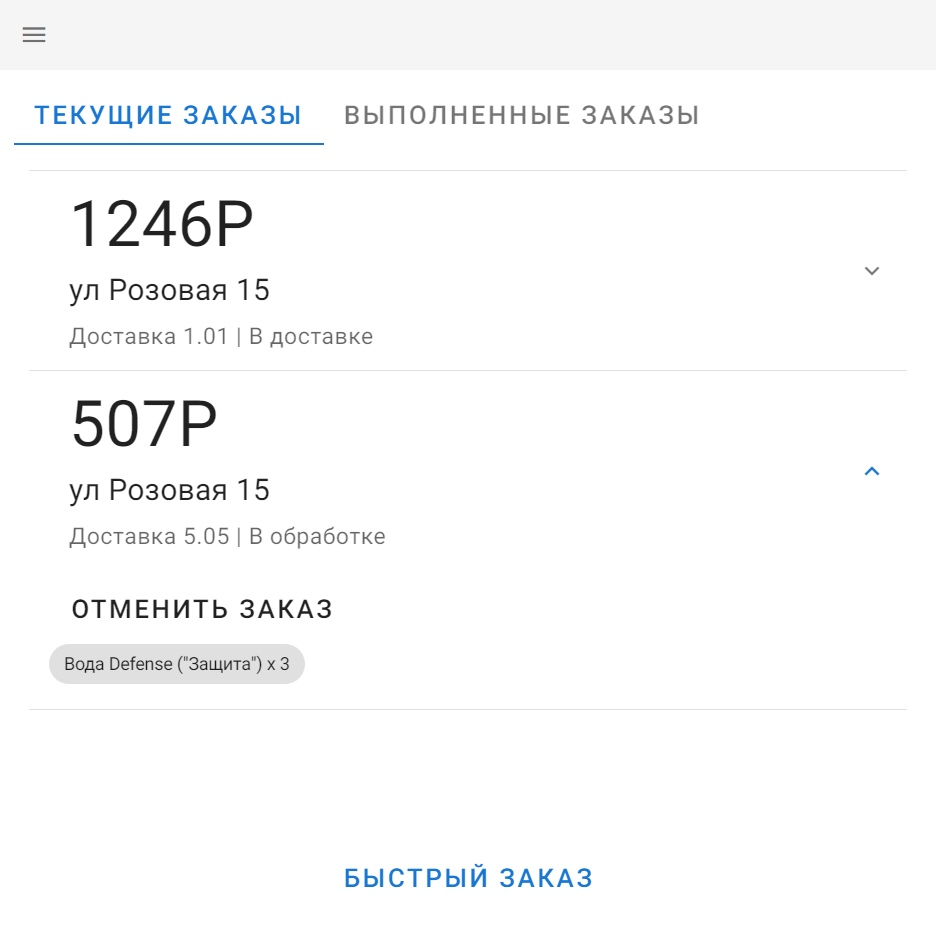 ТЕКУЩИЕ ЗАКАЗЫ ВЫПОЛНЕННЫЕ ЗАКАЗЫ
1246Р
ул Розовая 15
Доставка 1.01 | В доставке
507Р
ул Розовая 15
Доставка 5.05 | В обработке
ОТМЕНИТЬ ЗАКАЗ
Вода Defense ("Защита") x 3
БЫСТРЫЙ ЗАКАЗ